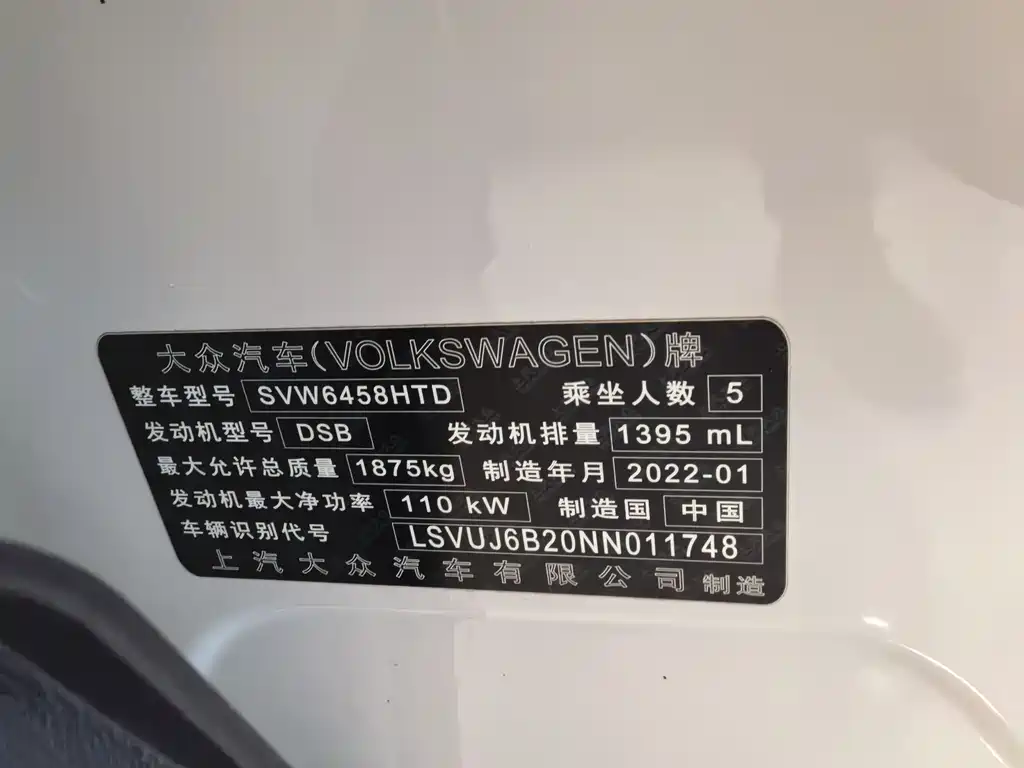 大众汽车(VOLKSWAGEN)牌
整车型号 SVW6458HTD 乘坐人数 5
发动机型号 DSB 发动机排量 1395 mL
最大允许总质量 1875kg 制造年月 2022-01
发动机最大净功率 110 kW 制造国 中国
车辆识别代号 LSVUJ6B20NN011748
上汽大众汽车有限公司 制造